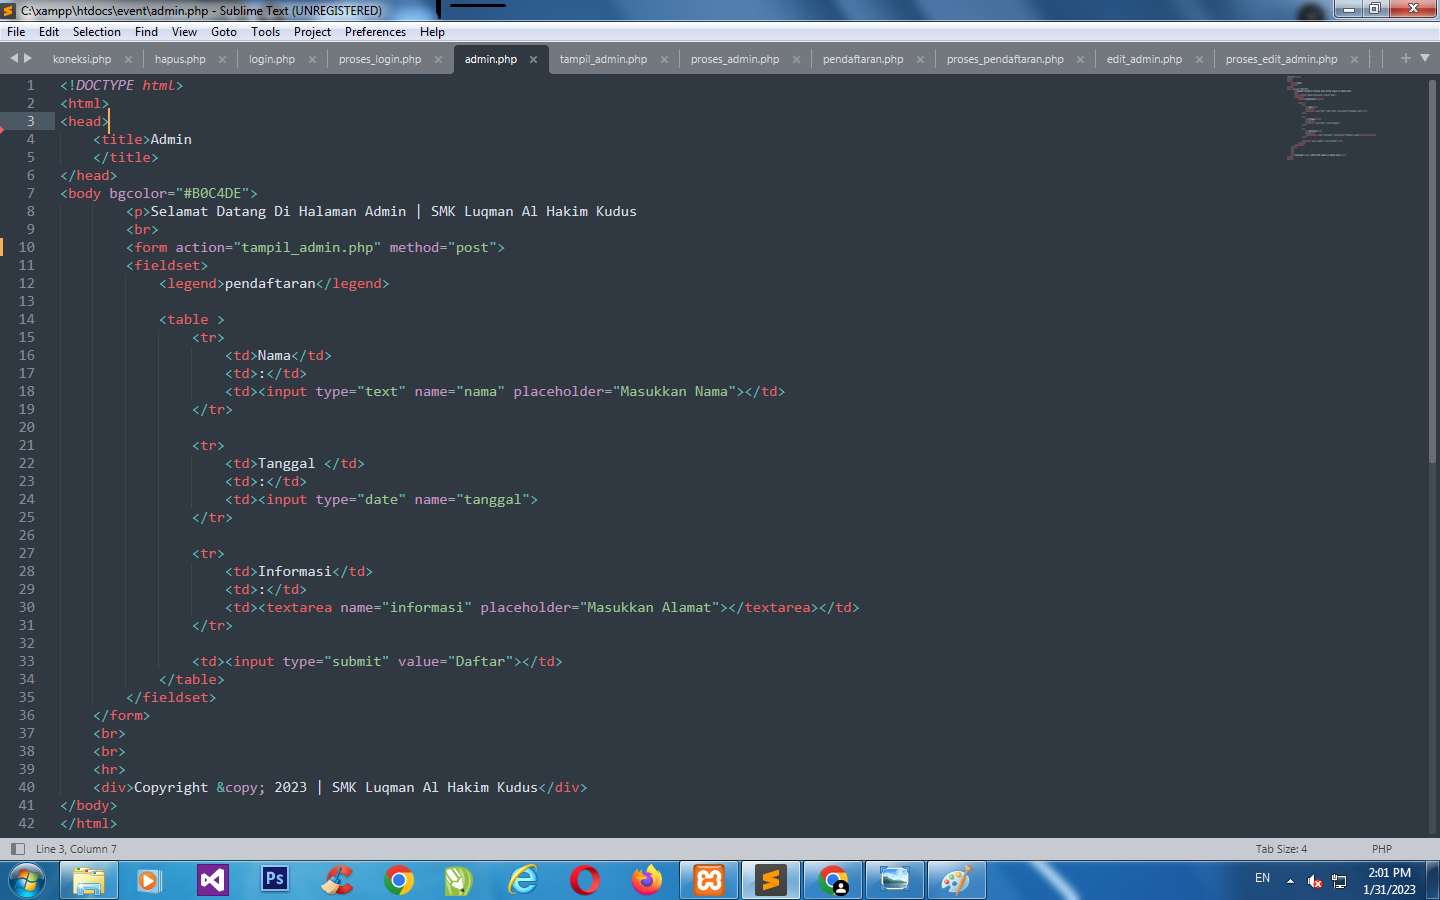 C:\xampp\htdocs\event\admin.php - Sublime Text (UNREGISTERED)
File Edit Selection Find View Goto Tools Project Preferences Help
koneksi.php hapus.php login.php proses_login.php admin.php tampil_admin.php proses_admin.php pendaftaran.php proses_pendaftaran.php edit_admin.php proses_edit_admin.php
1 <!DOCTYPE html>
2 <html>
3 <head>
4 <title>Admin
5 </title>
6 </head>
7 <body bgcolor="#B0C4DE">
8 <p>Selamat Datang Di Halaman Admin | SMK Luqman Al Hakim Kudus
9 <br>
10 <form action="tampil_admin.php" method="post">
11 <fieldset>
12 <legend>pendaftaran</legend>
13
14 <table >
15 <tr>
16 <td>Nama</td>
17 <td>:</td>
18 <td><input type="text" name="nama" placeholder="Masukkan Nama"></td>
19 </tr>
20
21 <tr>
22 <td>Tanggal </td>
23 <td>:</td>
24 <td><input type="date" name="tanggal">
25 </tr>
26
27 <tr>
28 <td>Informasi</td>
29 <td>:</td>
30 <td><textarea name="informasi" placeholder="Masukkan Alamat"></textarea></td>
31 </tr>
32
33 <td><input type="submit" value="Daftar"></td>
34 </table>
35 </fieldset>
36 </form>
37 <br>
38 <br>
39 <hr>
40 <div>Copyright &copy; 2023 | SMK Luqman Al Hakim Kudus</div>
41 </body>
42 </html>
Line 3, Column 7 Tab Size: 4 PHP
Ps EN 2:01 PM
1/31/2023